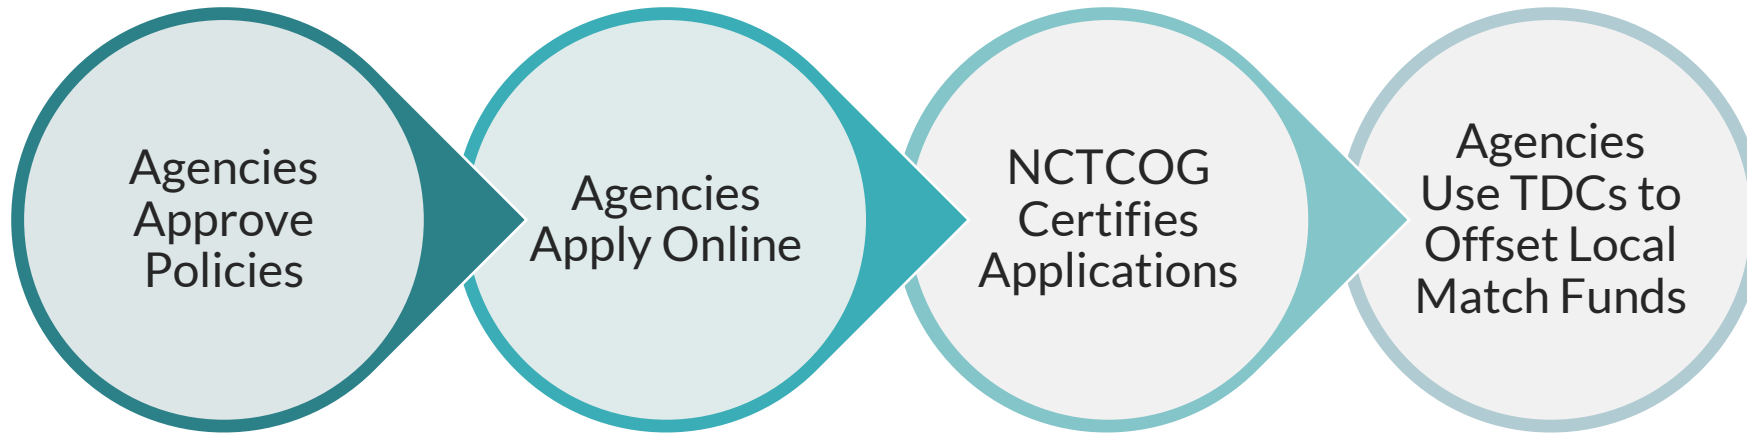 Agencies
Approve
Policies
Agencies
Apply Online
NCTCOG
Certifies
Applications
Agencies
Use TDCs to
Offset Local
Match Funds